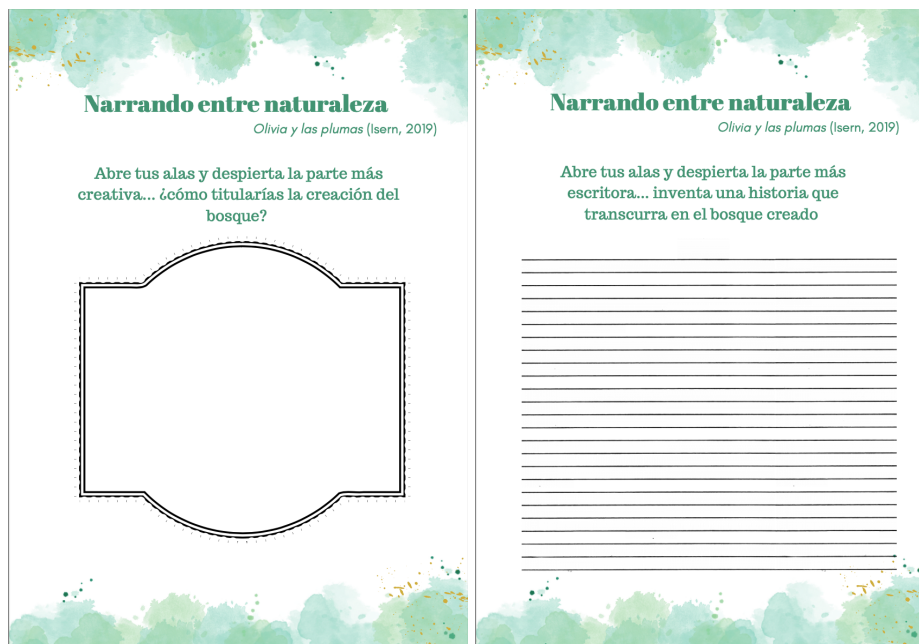 Narrando entre naturaleza
Olivia y las plumas (Isern, 2019)
Abre tus alas y despierta la parte más
creativa... ¿cómo titularías la creación del
bosque?
Narrando entre naturaleza
Olivia y las plumas (Isern, 2019)
Abre tus alas y despierta la parte más
escritora... inventa una historia que
transcurra en el bosque creado